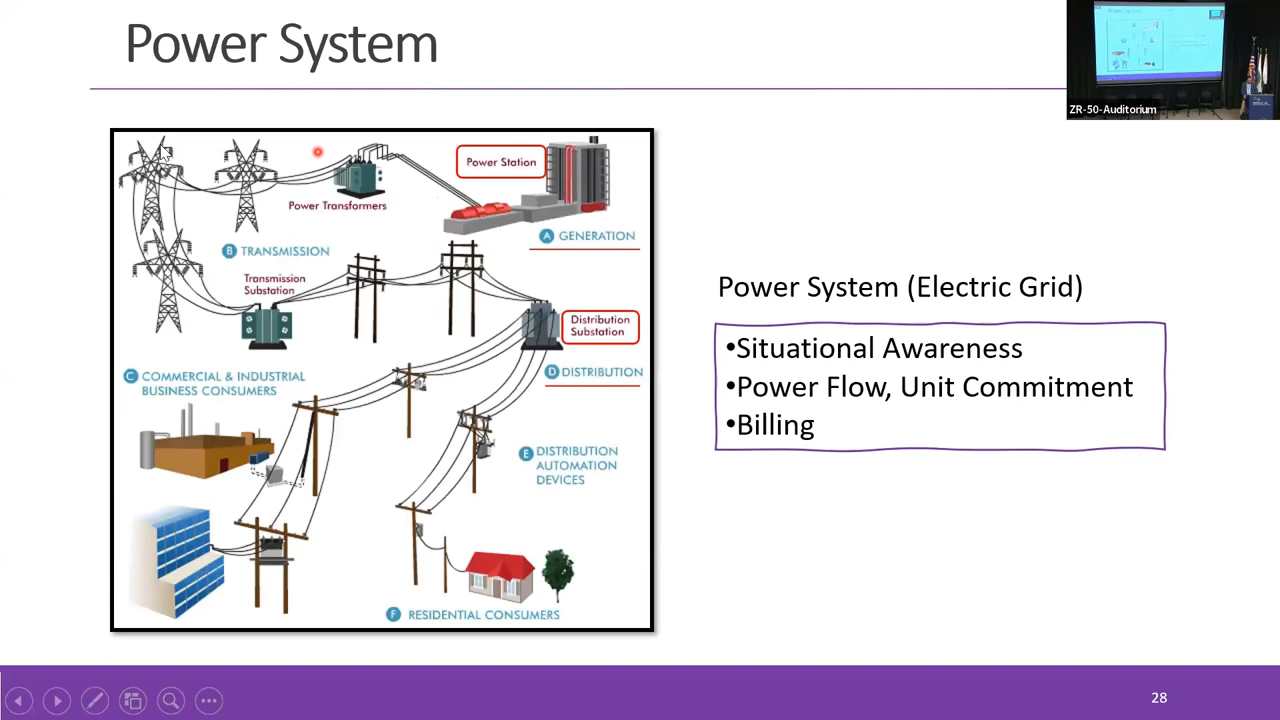 Power System
ZR-50-Auditorium
Power Station
Power Transformers
A GENERATION
B TRANSMISSION
Transmission
Substation
Distribution
Substation
D DISTRIBUTION
C COMMERCIAL & INDUSTRIAL
BUSINESS CONSUMERS
E DISTRIBUTION
AUTOMATION
DEVICES
F RESIDENTIAL CONSUMERS
Power System (Electric Grid)
•Situational Awareness
•Power Flow, Unit Commitment
•Billing
28